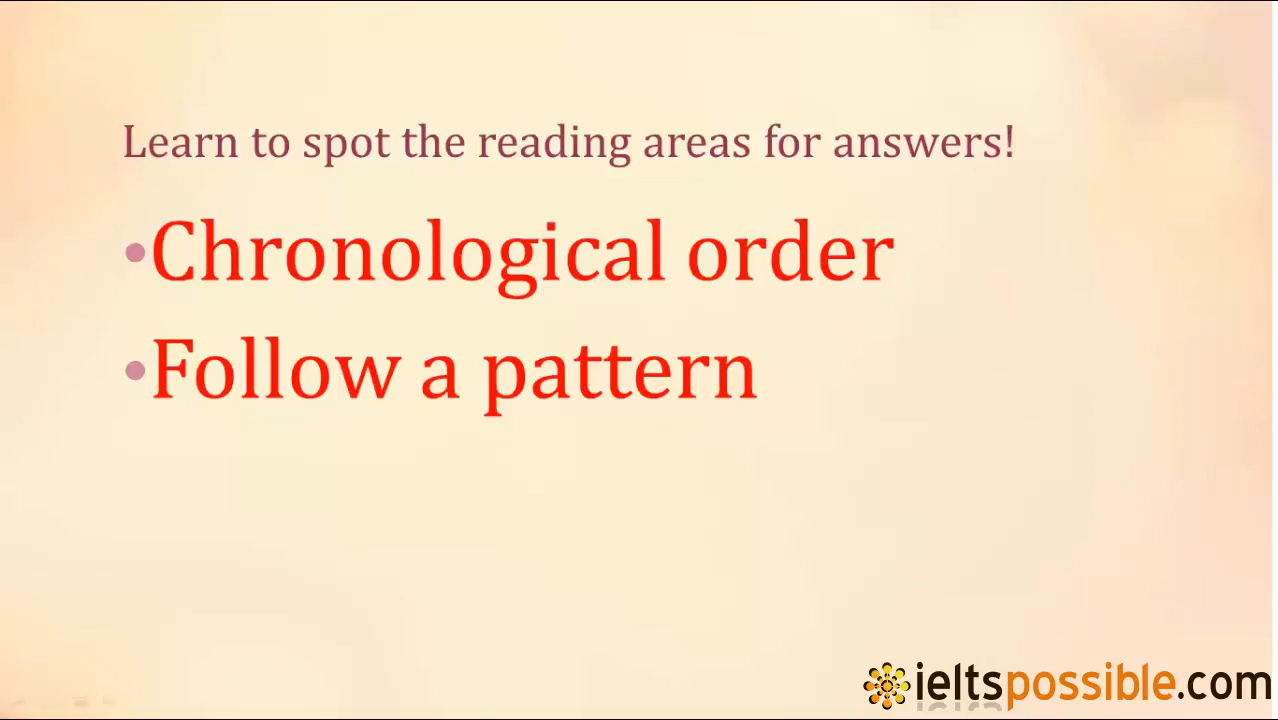 Learn to spot the reading areas for answers!
•Chronological order
•Follow a pattern
ieltspossible.com